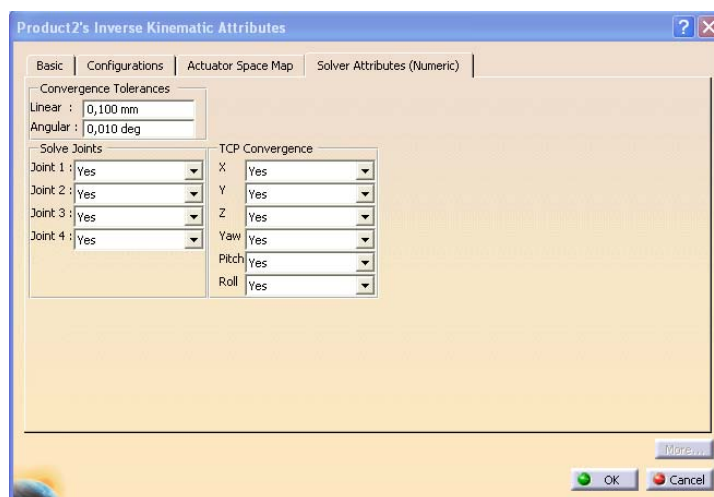 Product2's Inverse Kinematic Attributes
Basic Configurations Actuator Space Map Solver Attributes (Numeric)
Convergence Tolerances
Linear : 0,100 mm
Angular : 0,010 deg
Solve Joints
Joint 1 : Yes
Joint 2 : Yes
Joint 3 : Yes
Joint 4 : Yes
TCP Convergence
X Yes
Y Yes
Z Yes
Yaw Yes
Pitch Yes
Roll Yes
More...
OK Cancel